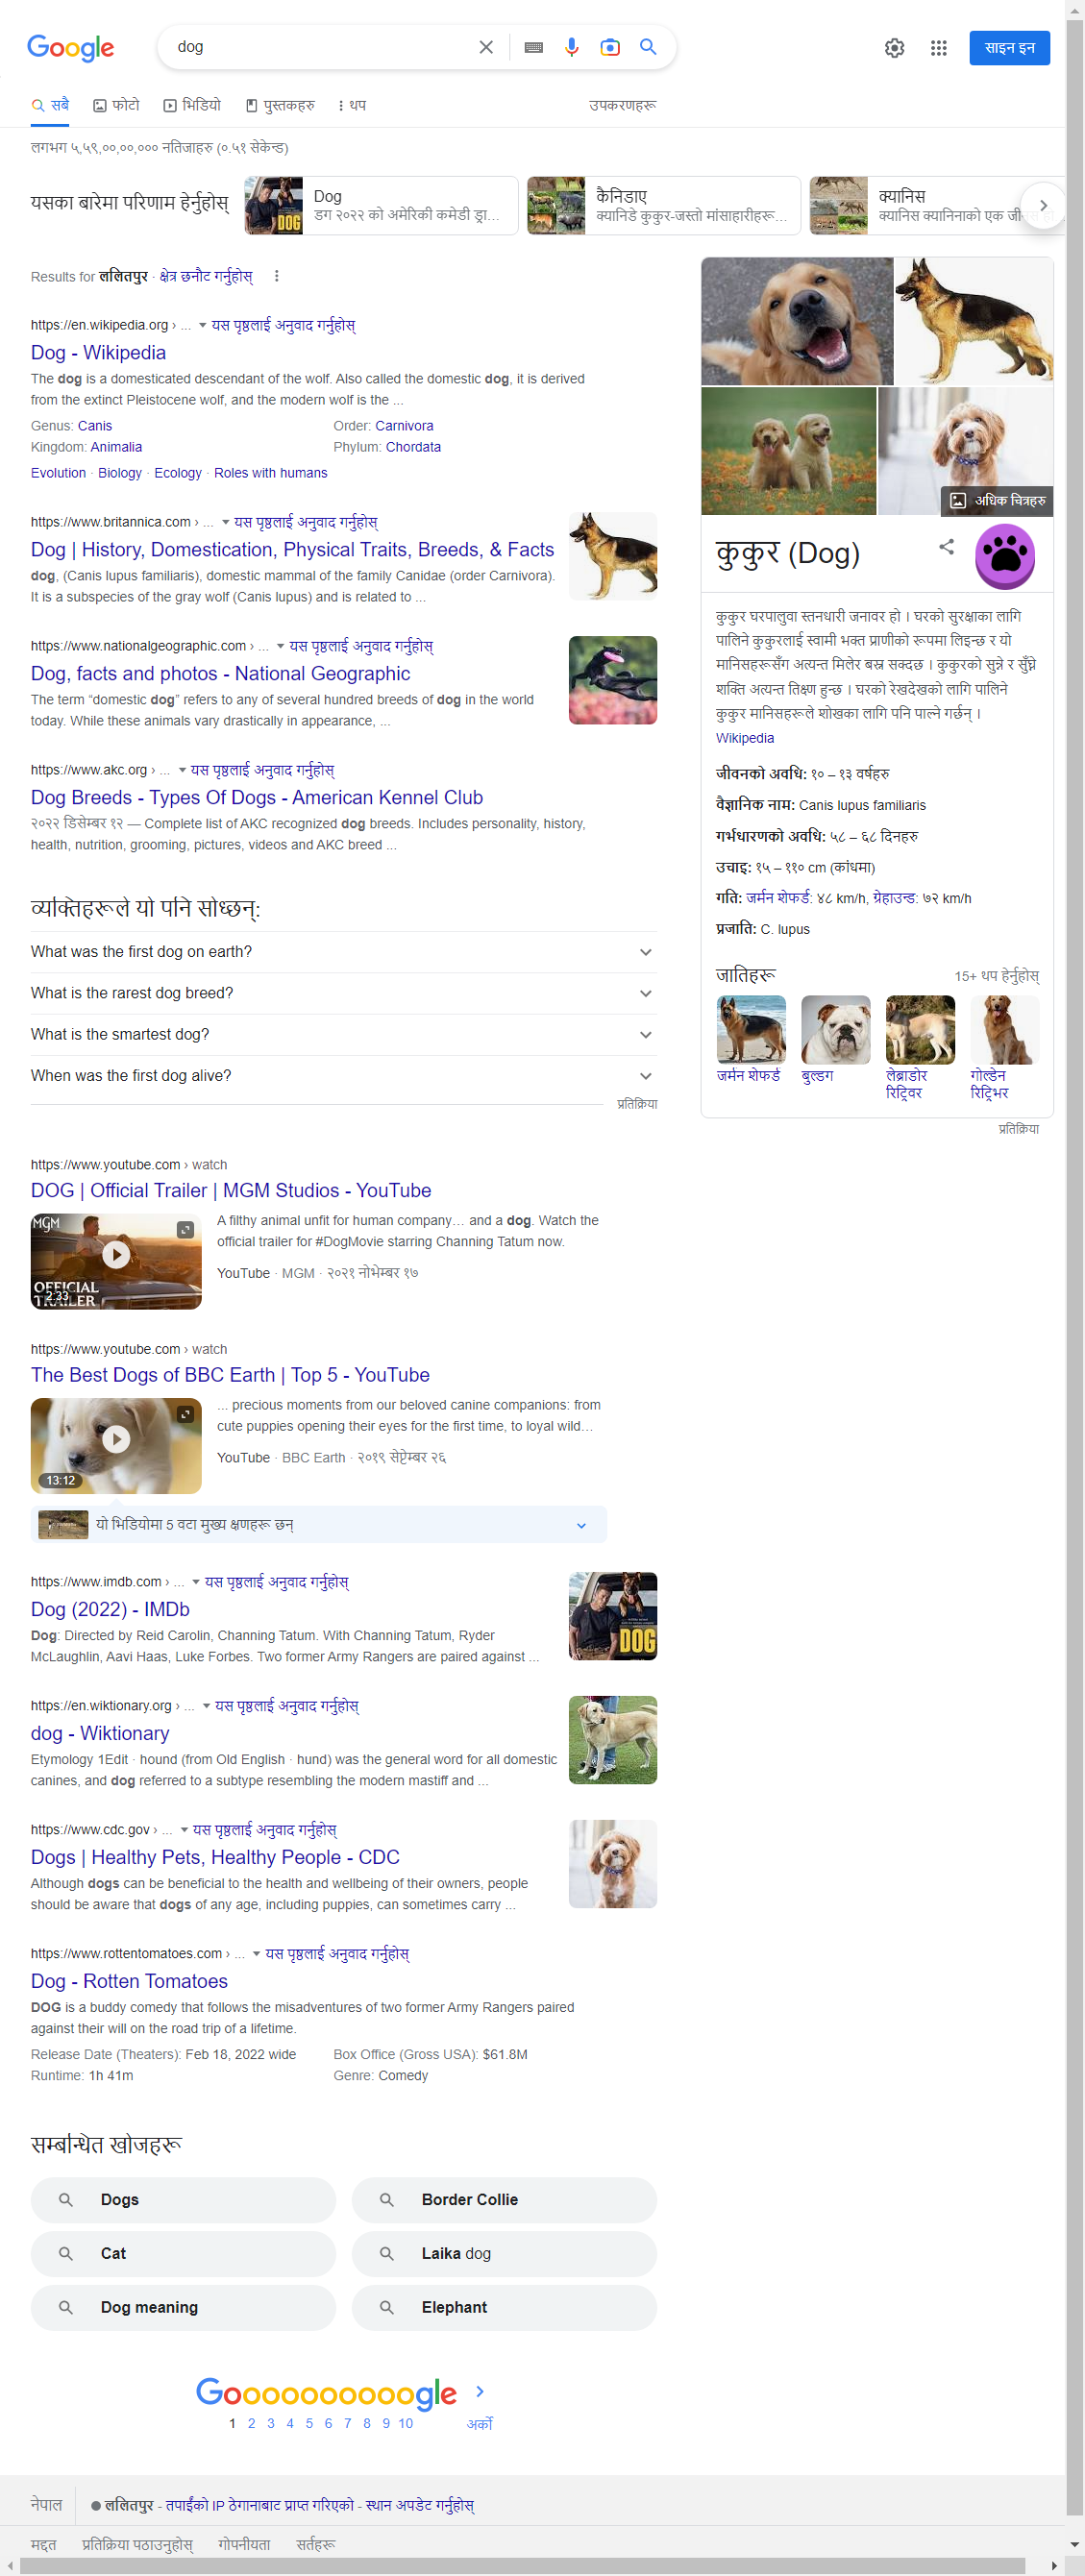 Google
dog
साइन इन
सबै
फोटो
भिडियो
पुस्तकहरु
थप
उपकरणहरू
लगभग ५,५९,००,००,००० नतिजाहरु (०.५१ सेकेन्ड)
यसका बारेमा परिणाम हेर्नुहोस्
Dog
डग २०२२ को अमेरिकी कमेडी ड्रा...
कैनिडाए
क्यानिडे कुकुर-जस्तो मांसाहारीहरू...
क्यानिस
क्यानिस क्यानिनाको एक
Results for ललितपुर · क्षेत्र छनौट गर्नुहोस्
https://en.wikipedia.org › ... यस पृष्ठलाई अनुवाद गर्नुहोस्
Dog - Wikipedia
The dog is a domesticated descendant of the wolf. Also called the domestic dog, it is derived
from the extinct Pleistocene wolf, and the modern wolf is the ...
Genus: Canis
Order: Carnivora
Kingdom: Animalia
Phylum: Chordata
Evolution · Biology · Ecology · Roles with humans
https://www.britannica.com › ... यस पृष्ठलाई अनुवाद गर्नुहोस्
Dog | History, Domestication, Physical Traits, Breeds, & Facts
dog, (Canis lupus familiaris), domestic mammal of the family Canidae (order Carnivora).
It is a subspecies of the gray wolf (Canis lupus) and is related to ...
https://www.nationalgeographic.com › ... यस पृष्ठलाई अनुवाद गर्नुहोस्
Dog, facts and photos - National Geographic
The term “domestic dog” refers to any of several hundred breeds of dog in the world
today. While these animals vary drastically in appearance, ...
https://www.akc.org › ... यस पृष्ठलाई अनुवाद गर्नुहोस्
Dog Breeds - Types Of Dogs - American Kennel Club
२०२२ डिसेम्बर १२ — Complete list of AKC recognized dog breeds. Includes personality, history,
health, nutrition, grooming, pictures, videos and AKC breed ...
व्यक्तिहरूले यो पनि सोध्छन्:
What was the first dog on earth?
What is the rarest dog breed?
What is the smartest dog?
When was the first dog alive?
प्रतिक्रिया
https://www.youtube.com › watch
DOG | Official Trailer | MGM Studios - YouTube
MGM
OFFICIAL
TRAILER
2:33
A filthy animal unfit for human company... and a dog. Watch the
official trailer for #DogMovie starring Channing Tatum now.
YouTube · MGM · २०२१ नोभेम्बर १७
https://www.youtube.com › watch
The Best Dogs of BBC Earth | Top 5 - YouTube
13:12
... precious moments from our beloved canine companions: from
cute puppies opening their eyes for the first time, to loyal wild...
YouTube · BBC Earth · २०१९ सेप्टेम्बर २६
यो भिडियोमा 5 वटा मुख्य क्षणहरू छन्
https://www.imdb.com › ... यस पृष्ठलाई अनुवाद गर्नुहोस्
Dog (2022) - IMDb
Dog: Directed by Reid Carolin, Channing Tatum. With Channing Tatum, Ryder
McLaughlin, Aavi Haas, Luke Forbes. Two former Army Rangers are paired against ...
DOG
https://en.wiktionary.org › ... यस पृष्ठलाई अनुवाद गर्नुहोस्
dog - Wiktionary
Etymology 1Edit · hound (from Old English · hund) was the general word for all domestic
canines, and dog referred to a subtype resembling the modern mastiff and ...
https://www.cdc.gov › ... यस पृष्ठलाई अनुवाद गर्नुहोस्
Dogs | Healthy Pets, Healthy People - CDC
Although dogs can be beneficial to the health and wellbeing of their owners, people
should be aware that dogs of any age, including puppies, can sometimes carry ...
https://www.rottentomatoes.com › ... यस पृष्ठलाई अनुवाद गर्नुहोस्
Dog - Rotten Tomatoes
DOG is a buddy comedy that follows the misadventures of two former Army Rangers paired
against their will on the road trip of a lifetime.
Release Date (Theaters): Feb 18, 2022 wide
Box Office (Gross USA): $61.8M
Runtime: 1h 41m
Genre: Comedy
सम्बन्धित खोजहरू
Dogs
Border Collie
Cat
Laika dog
Dog meaning
Elephant
Goooooooooogle
1 2 3 4 5 6 7 8 9 10 अर्को
अधिक चित्रहरु
कुकुर (Dog)
कुकुर घरपालुवा स्तनधारी जनावर हो । घरको सुरक्षाका लागि
पालिने कुकुरलाई स्वामी भक्त प्राणीको रूपमा लिइन्छ र यो
मानिसहरूसँग अत्यन्त मिलेर बस्न सक्दछ । कुकुरको सुन्ने र सुँघ्ने
शक्ति अत्यन्त तिक्ष्ण हुन्छ । घरको रेखदेखको लागि पालिने
कुकुर मानिसहरूले शोखका लागि पनि पाल्ने गर्छन् ।
Wikipedia
जीवनको अवधि: १० – १३ वर्षहरु
वैज्ञानिक नाम: Canis lupus familiaris
गर्भधारणको अवधि: ५८ – ६८ दिनहरु
उचाइ: १५ – ११० cm (कांधमा)
गति: जर्मन शेफर्ड: ४८ km/h, ग्रेहाउन्ड: ७२ km/h
प्रजाति: C. lupus
जातिहरू
15+ थप हेर्नुहोस्
जर्मन शेफर्ड
बुल्डग
लेब्राडोर
रिट्रिवर
गोल्डेन
रिट्रिभर
प्रतिक्रिया
नेपाल
ललितपुर - तपाईंको IP ठेगानाबाट प्राप्त गरिएको - स्थान अपडेट गर्नुहोस्
मद्दत
प्रतिक्रिया पठाउनुहोस्
गोपनीयता
सर्तहरू